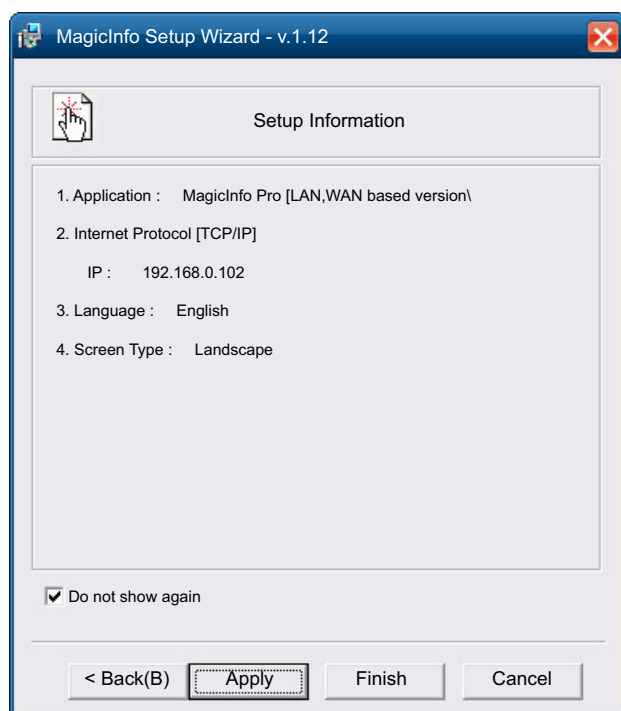 MagicInfo Setup Wizard - v.1.12
Setup Information
1. Application : MagicInfo Pro [LAN,WAN based version\
2. Internet Protocol [TCP/IP]
IP : 192.168.0.102
3. Language : English
4. Screen Type : Landscape
Do not show again
< Back(B) Apply Finish Cancel